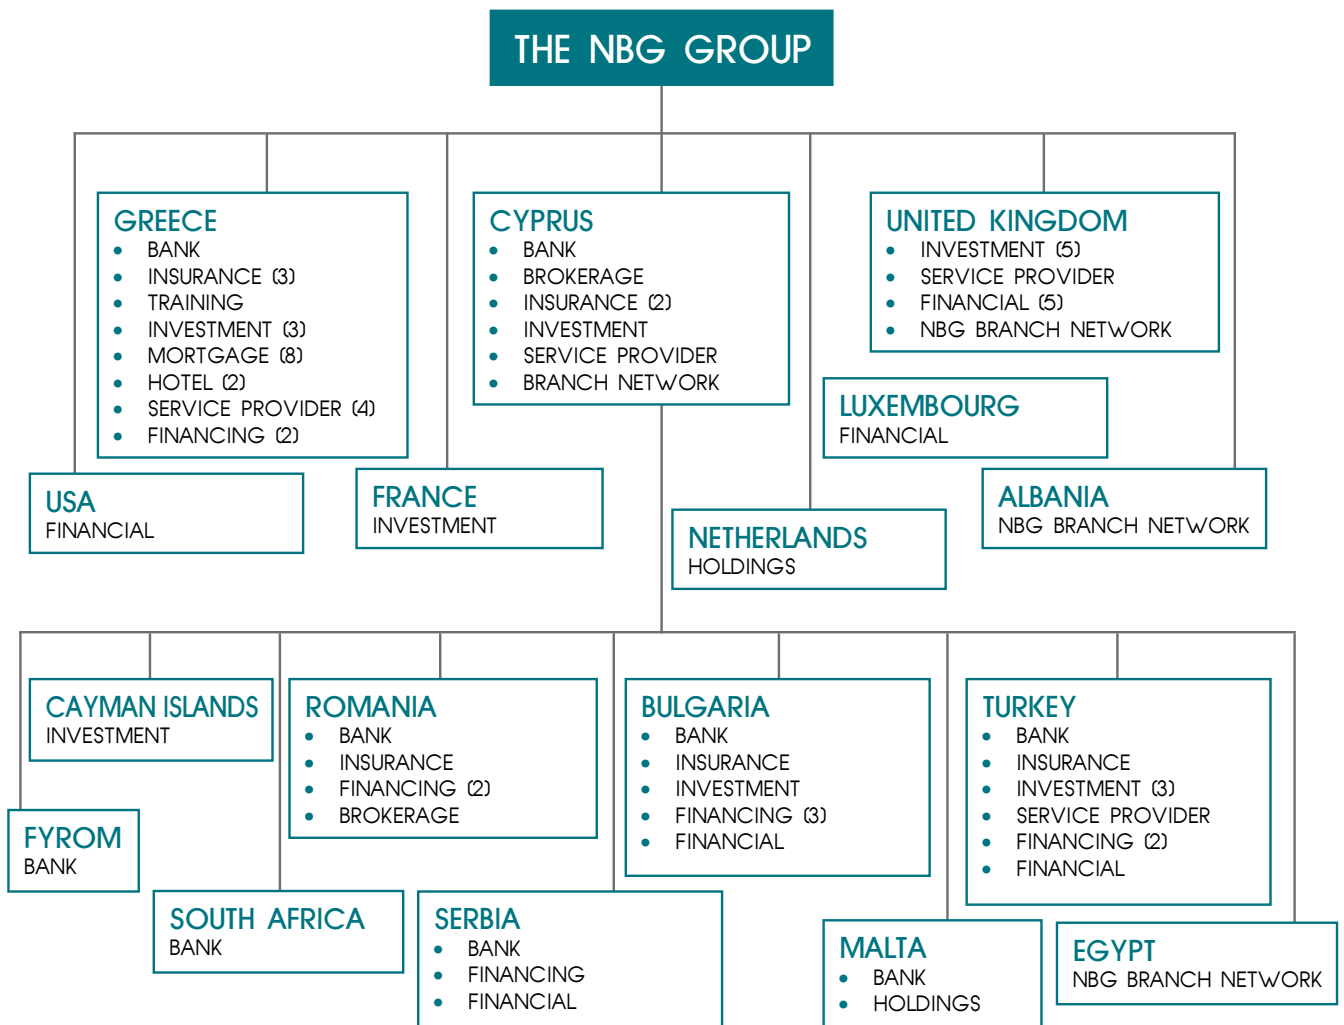 THE NBG GROUP
GREECE
• BANK
• INSURANCE (3)
• TRAINING
• INVESTMENT (3)
• MORTGAGE (8)
• HOTEL (2)
• SERVICE PROVIDER (4)
• FINANCING (2)
CYPRUS
• BANK
• BROKERAGE
• INSURANCE (2)
• INVESTMENT
• SERVICE PROVIDER
• BRANCH NETWORK
UNITED KINGDOM
• INVESTMENT (5)
• SERVICE PROVIDER
• FINANCIAL (5)
• NBG BRANCH NETWORK
LUXEMBOURG
FINANCIAL
USA
FINANCIAL
FRANCE
INVESTMENT
NETHERLANDS
HOLDINGS
ALBANIA
NBG BRANCH NETWORK
CAYMAN ISLANDS
INVESTMENT
ROMANIA
• BANK
• INSURANCE
• FINANCING (2)
• BROKERAGE
BULGARIA
• BANK
• INSURANCE
• INVESTMENT
• FINANCING (3)
• FINANCIAL
TURKEY
• BANK
• INSURANCE
• INVESTMENT (3)
• SERVICE PROVIDER
• FINANCING (2)
• FINANCIAL
FYROM
BANK
SOUTH AFRICA
BANK
SERBIA
• BANK
• FINANCING
• FINANCIAL
MALTA
• BANK
• HOLDINGS
EGYPT
NBG BRANCH NETWORK